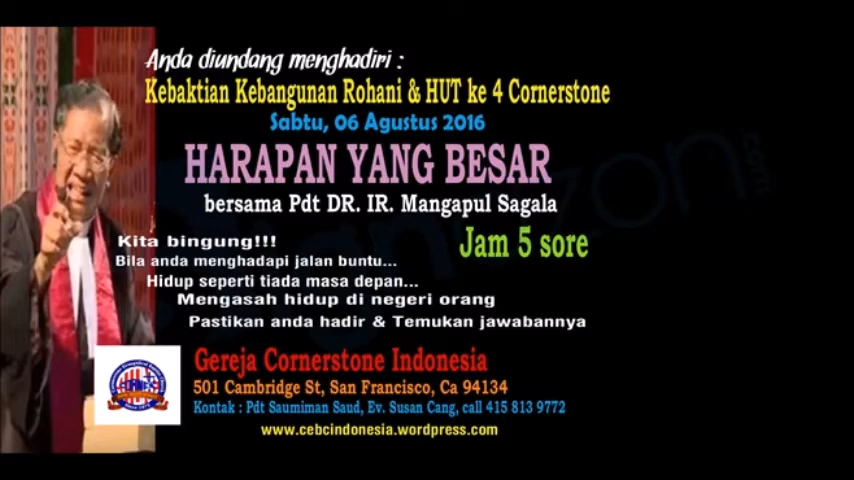 Anda diundang menghadiri :
Kebaktian Kebangunan Rohani & HUT ke 4 Cornerstone
Sabtu, 06 Agustus 2016
HARAPAN YANG BESAR
bersama Pdt DR. IR. Mangapul Sagala
Kita bingung!!!
Jam 5 sore
Bila anda menghadapi jalan buntu...
Hidup seperti tiada masa depan...
Mengasah hidup di negeri orang
Pastikan anda hadir & Temukan jawabannya
Gereja Cornerstone Indonesia
501 Cambridge St, San Francisco, Ca 94134
Kontak : Pdt Saumiman Saud, Ev. Susan Cang, call 415 813 9772
www.cebcindonesia.wordpress.com